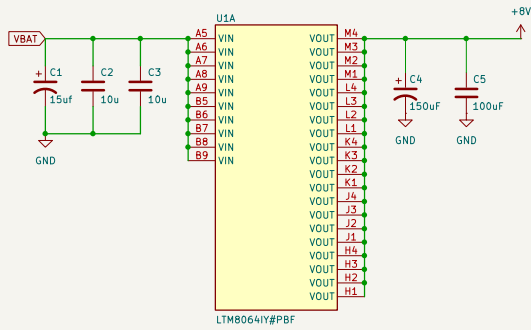 +8V
U1A
VBAT
A5 VIN VOUT M4
A6 VIN VOUT M3
A7 VIN VOUT M2
A8 VIN VOUT M1
A9 VIN VOUT L4
B5 VIN VOUT L3
B6 VIN VOUT L2
B7 VIN VOUT L1
B8 VIN VOUT K4
B9 VIN VOUT K3
VOUT K2
VOUT K1
VOUT J4
VOUT J3
VOUT J2
VOUT J1
VOUT H4
VOUT H3
VOUT H2
VOUT H1
+ C1
15uf
C2
10u
C3
10u
GND
+ C4
150uF
C5
100uF
GND
GND
LTM8064IY#PBF